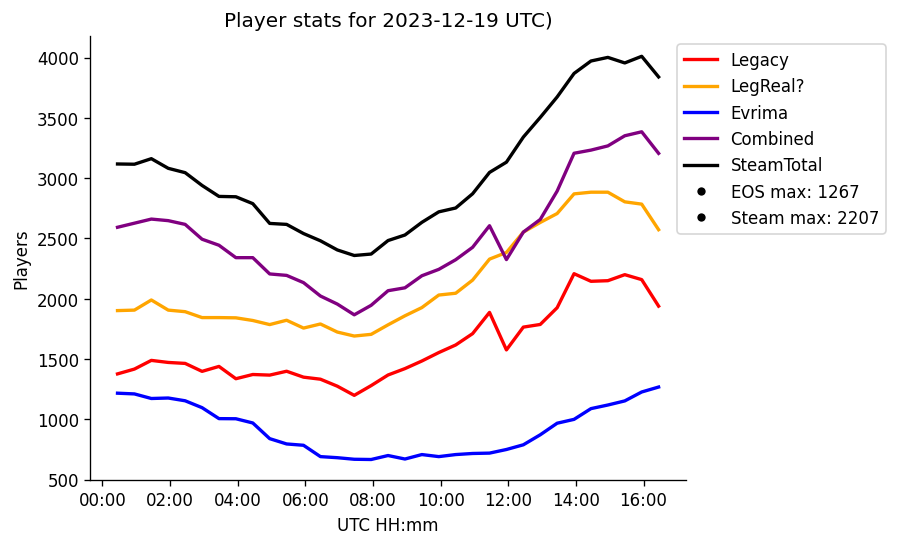 Player stats for 2023-12-19 UTC)
Players
4000
3500
3000
2500
2000
1500
1000
500
00:00 02:00 04:00 06:00 08:00 10:00 12:00 14:00 16:00
UTC HH:mm
Legacy
LegReal?
Evrima
Combined
SteamTotal
EOS max: 1267
Steam max: 2207